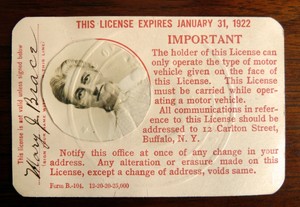 THIS LICENSE EXPIRES JANUARY 31, 1922
IMPORTANT
The holder of this License can
only operate the type of motor
vehicle given on the face of
this License. This License
must be carried while oper-
ating a motor vehicle.
All communications in refer-
ence to this License should be
addressed to 12 Carlton Street,
Buffalo, N. Y.
Notify this office at once of any change in your
address. Any alteration or erasure made on this
License, except a change of address, voids same.
This license is not valid unless signed below
Mary J. Brace